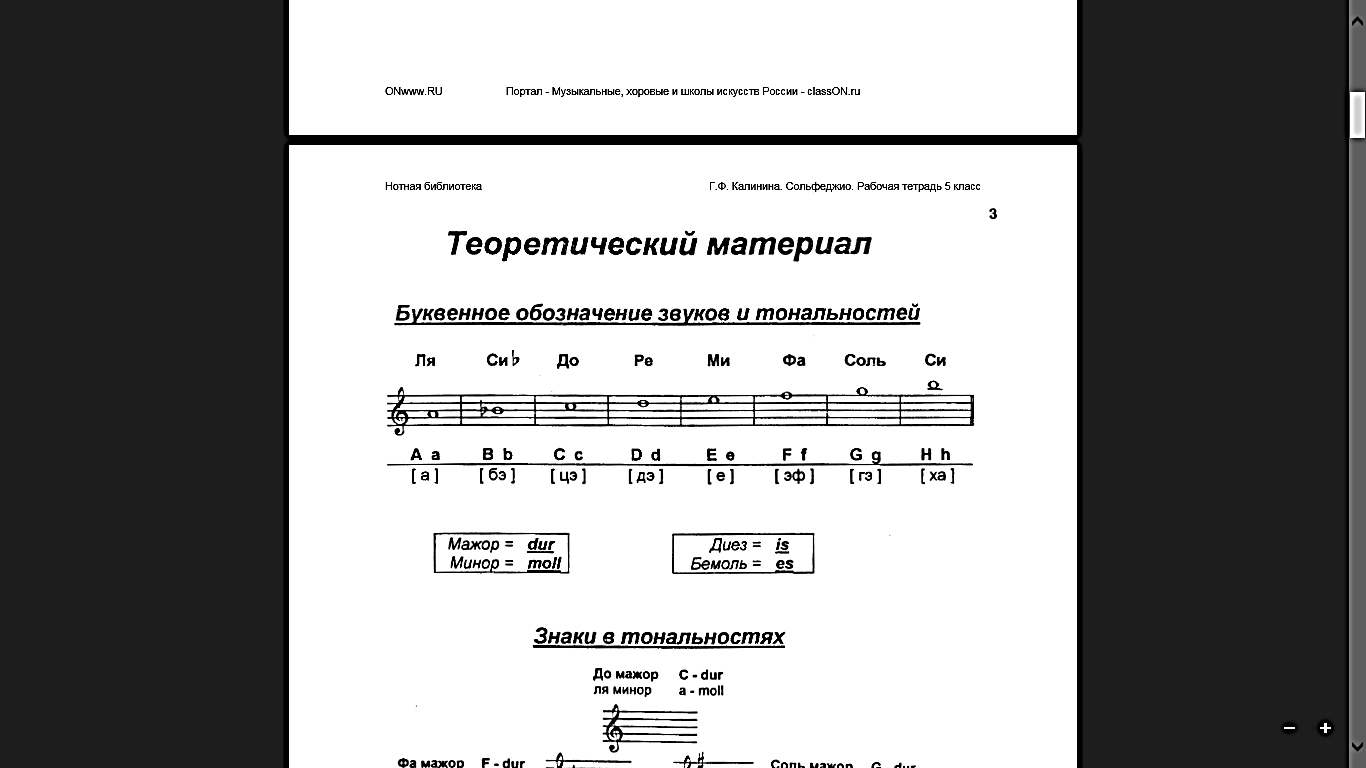 ONwww.RU Портал - Музыкальные, хоровые и школы искусств России - classON.ru
Нотная библиотека Г.Ф. Калинина. Сольфеджио. Рабочая тетрадь 5 класс
3
Теоретический материал
Буквенное обозначение звуков и тональностей
Ля Си♭ До Ре Ми Фа Соль Си
A a B b C c D d E e F f G g H h
[ а ] [ бэ ] [ цэ ] [ дэ ] [ е ] [ эф ] [ гэ ] [ ха ]
Мажор = dur
Минор = moll
Диез = is
Бемоль = es
Знаки в тональностях
До мажор C - dur
ля минор a - moll
Фа мажор F - dur Соль мажор G - dur